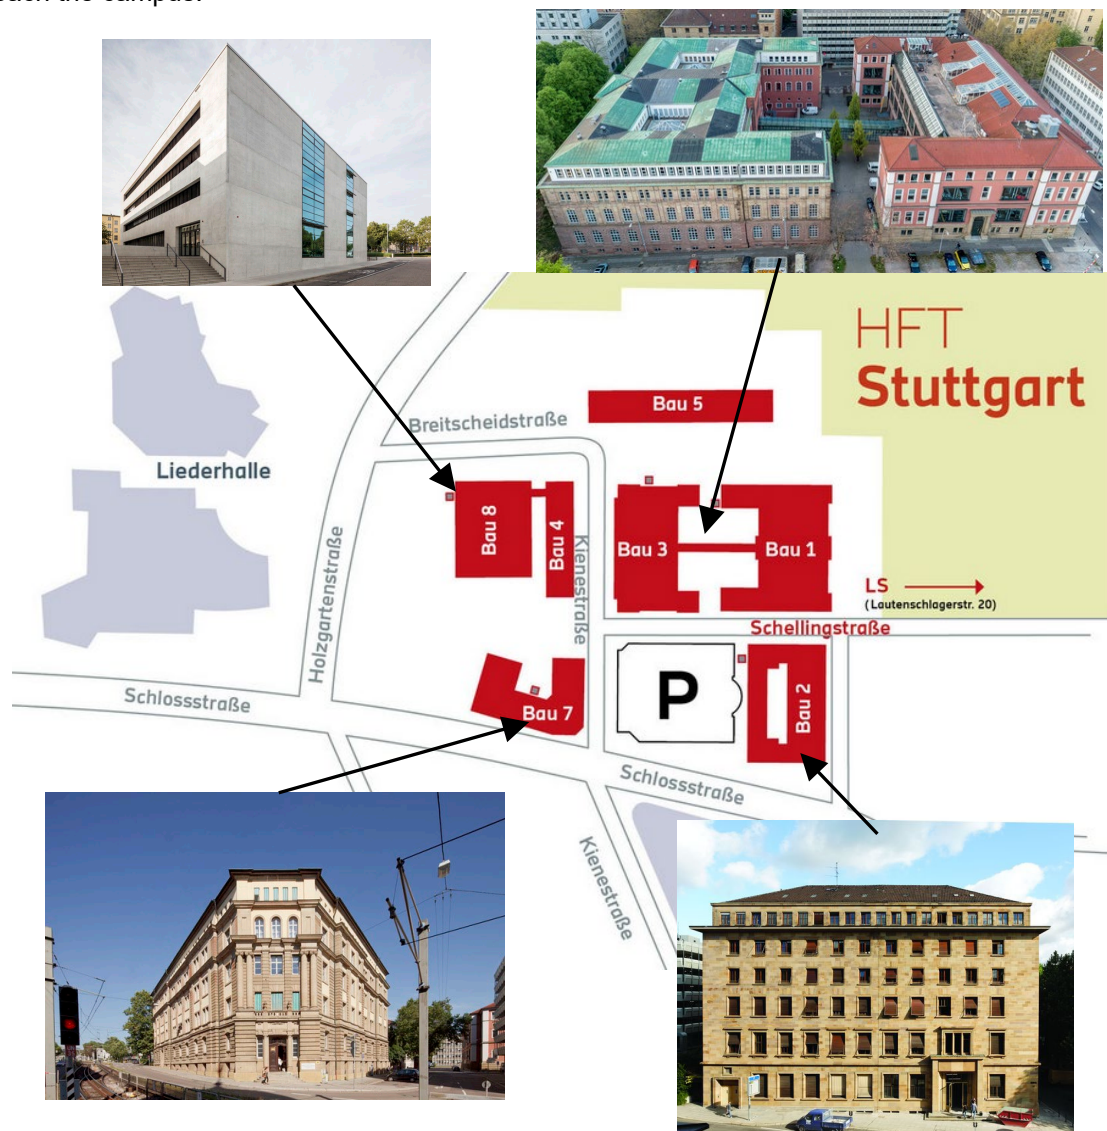 HFT
Stuttgart
Bau 5
Breitscheidstraße
Liederhalle
Bau 8
Bau 4
Kienestraße
Bau 3
Bau 1
Holzgartenstraße
LS
(Lautenschlagerstr. 20)
Schellingstraße
Schlossstraße
P
Bau 2
Bau 7
Schlossstraße
Kienestraße